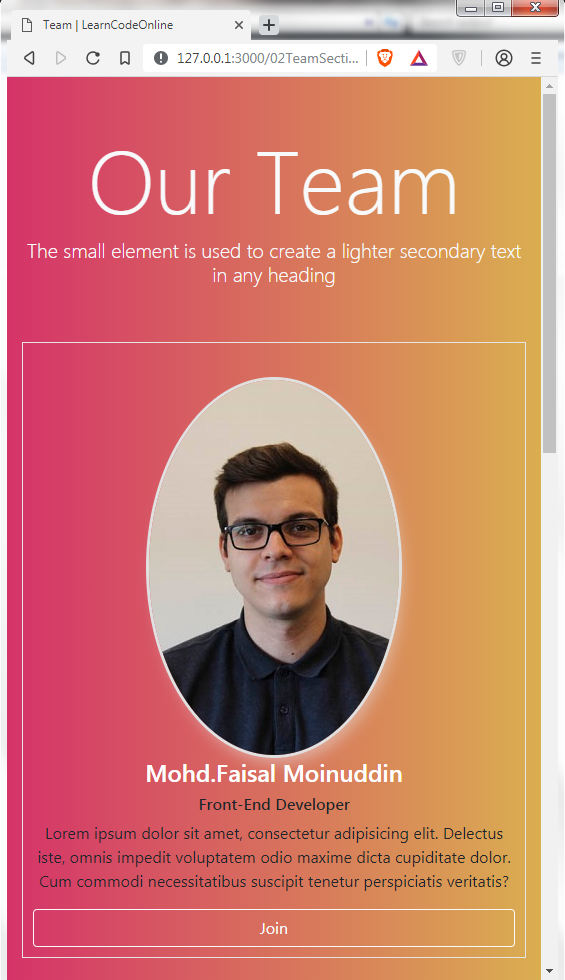 Team | LearnCodeOnline
127.0.0.1:3000/02TeamSecti...
Our Team
The small element is used to create a lighter secondary text
in any heading
Mohd.Faisal Moinuddin
Front-End Developer
Lorem ipsum dolor sit amet, consectetur adipisicing elit. Delectus
iste, omnis impedit voluptatem odio maxime dicta cupiditate dolor.
Cum commodi necessitatibus suscipit tenetur perspiciatis veritatis?
Join